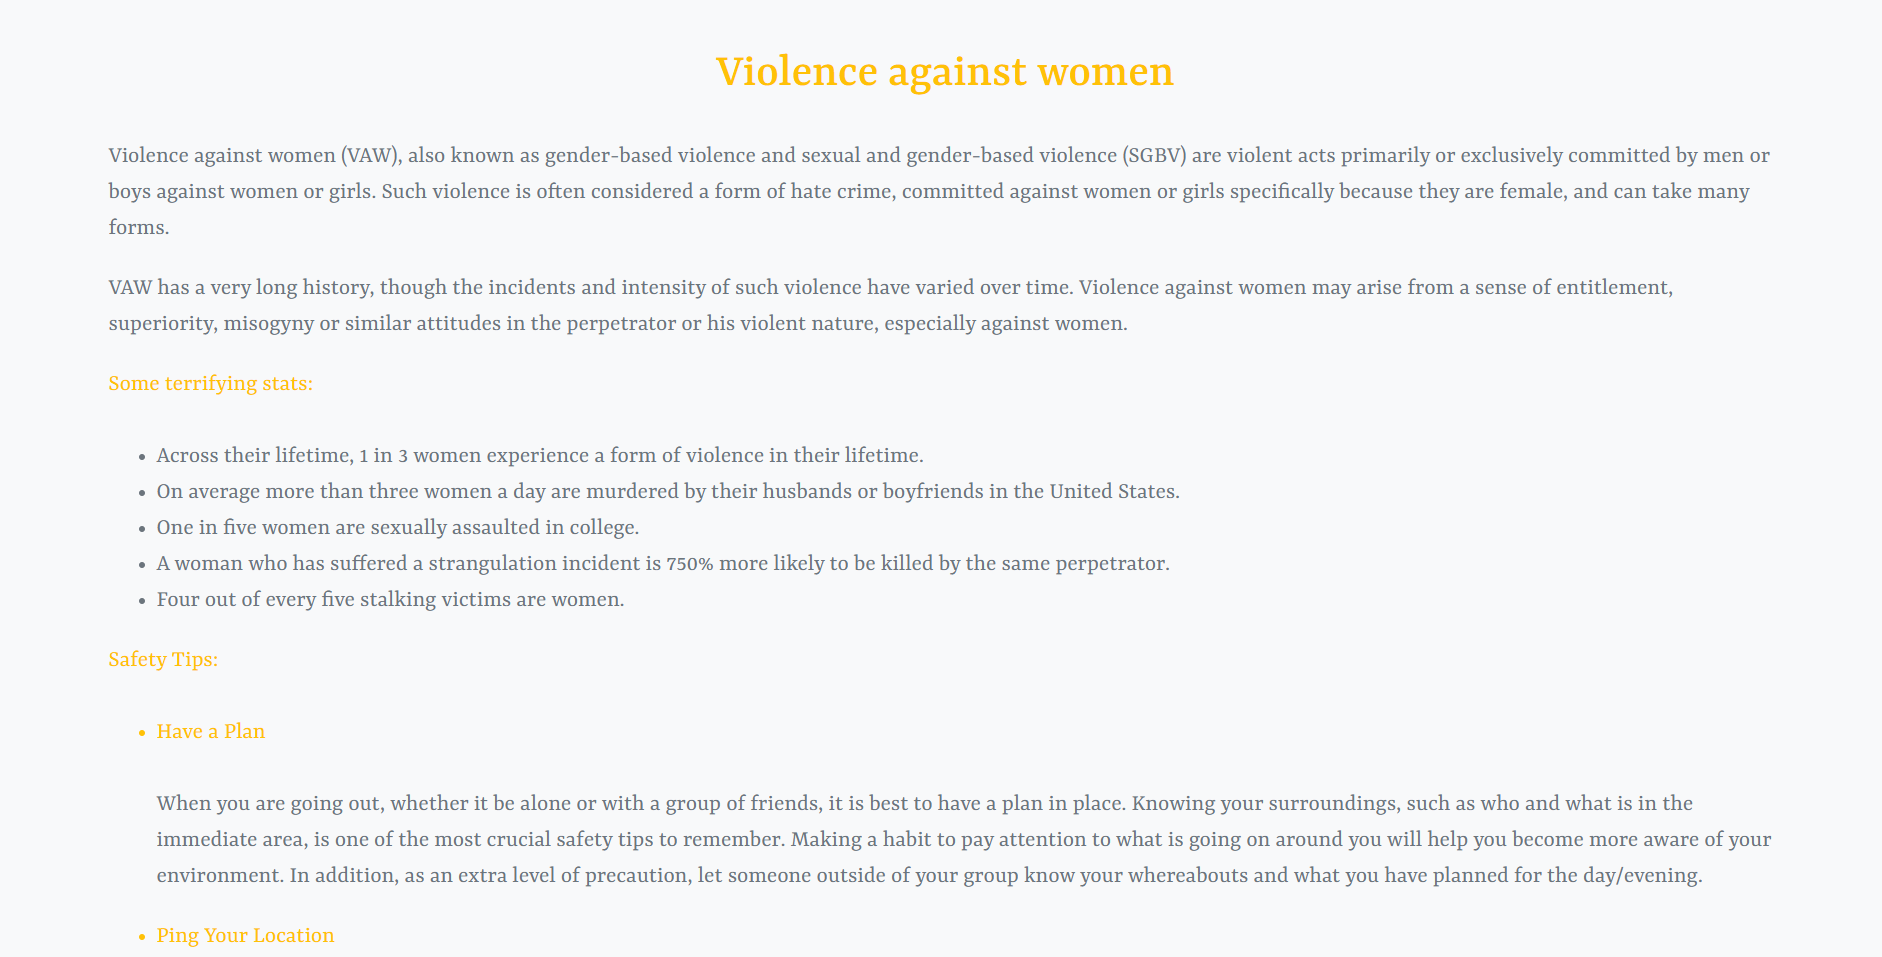 Violence against women
Violence against women (VAW), also known as gender-based violence and sexual and gender-based violence (SGBV) are violent acts primarily or exclusively committed by men or
boys against women or girls. Such violence is often considered a form of hate crime, committed against women or girls specifically because they are female, and can take many
forms.
VAW has a very long history, though the incidents and intensity of such violence have varied over time. Violence against women may arise from a sense of entitlement,
superiority, misogyny or similar attitudes in the perpetrator or his violent nature, especially against women.
Some terrifying stats:
• Across their lifetime, 1 in 3 women experience a form of violence in their lifetime.
• On average more than three women a day are murdered by their husbands or boyfriends in the United States.
• One in five women are sexually assaulted in college.
• A woman who has suffered a strangulation incident is 750% more likely to be killed by the same perpetrator.
• Four out of every five stalking victims are women.
Safety Tips:
• Have a Plan
When you are going out, whether it be alone or with a group of friends, it is best to have a plan in place. Knowing your surroundings, such as who and what is in the
immediate area, is one of the most crucial safety tips to remember. Making a habit to pay attention to what is going on around you will help you become more aware of your
environment. In addition, as an extra level of precaution, let someone outside of your group know your whereabouts and what you have planned for the day/evening.
• Ping Your Location